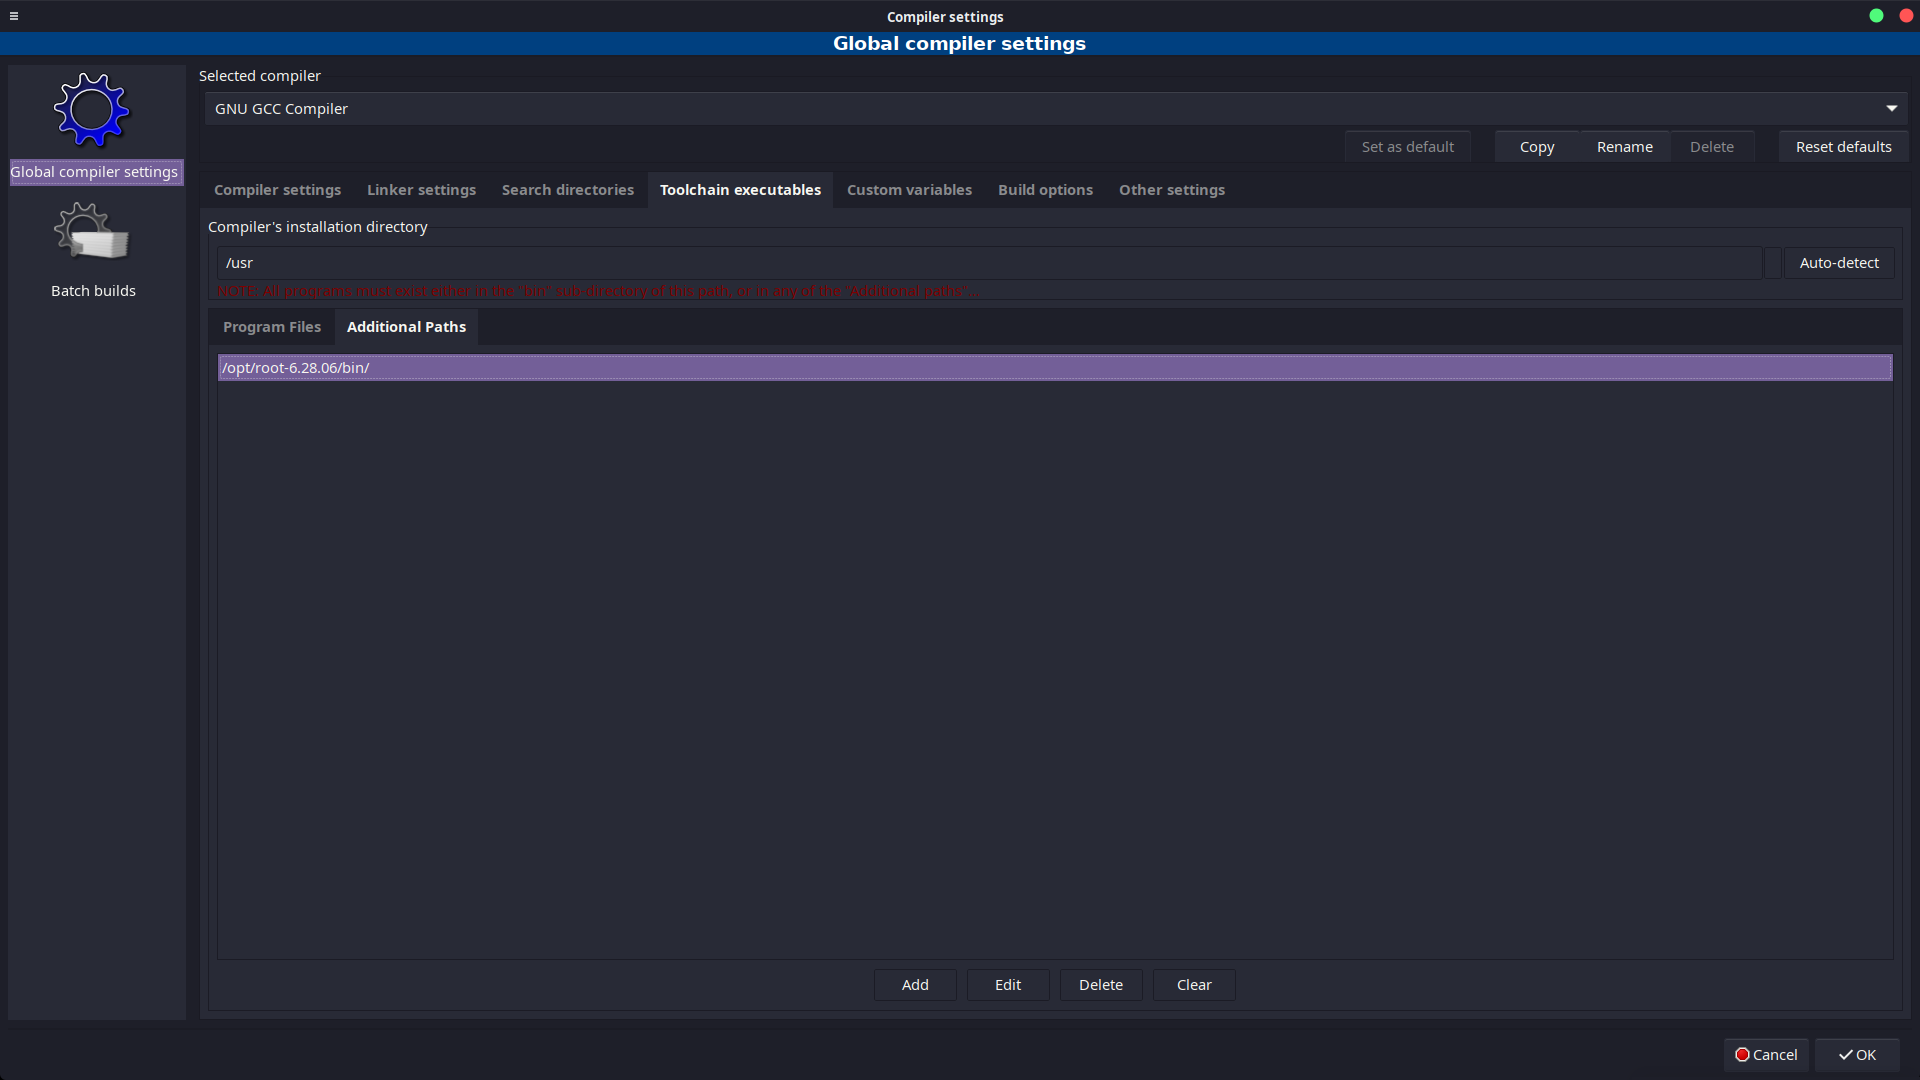 Compiler settings
Global compiler settings
Global compiler settings
Batch builds
Selected compiler
GNU GCC Compiler
Set as default Copy Rename Delete Reset defaults
Compiler settings Linker settings Search directories Toolchain executables Custom variables Build options Other settings
Compiler's installation directory
/usr Auto-detect
NOTE: All programs must exist either in the "bin" sub-directory of this path, or in any of the "Additional paths"...
Program Files Additional Paths
/opt/root-6.28.06/bin/
Add Edit Delete Clear
Cancel OK